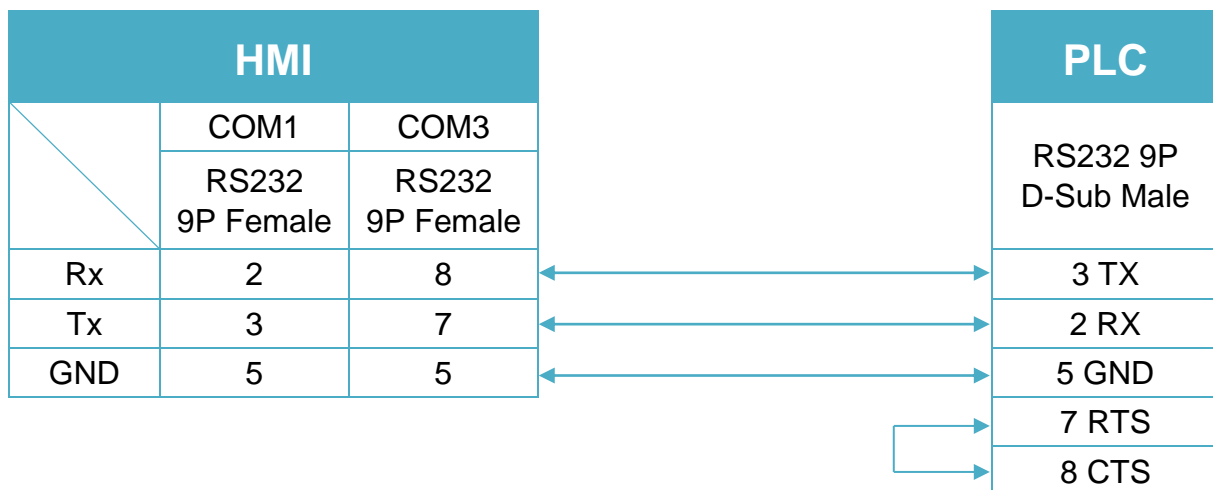 HMI
PLC
COM1
COM3
RS232
9P Female
RS232
9P Female
RS232 9P
D-Sub Male
Rx 2 8 3 TX
Tx 3 7 2 RX
GND 5 5 5 GND
7 RTS
8 CTS